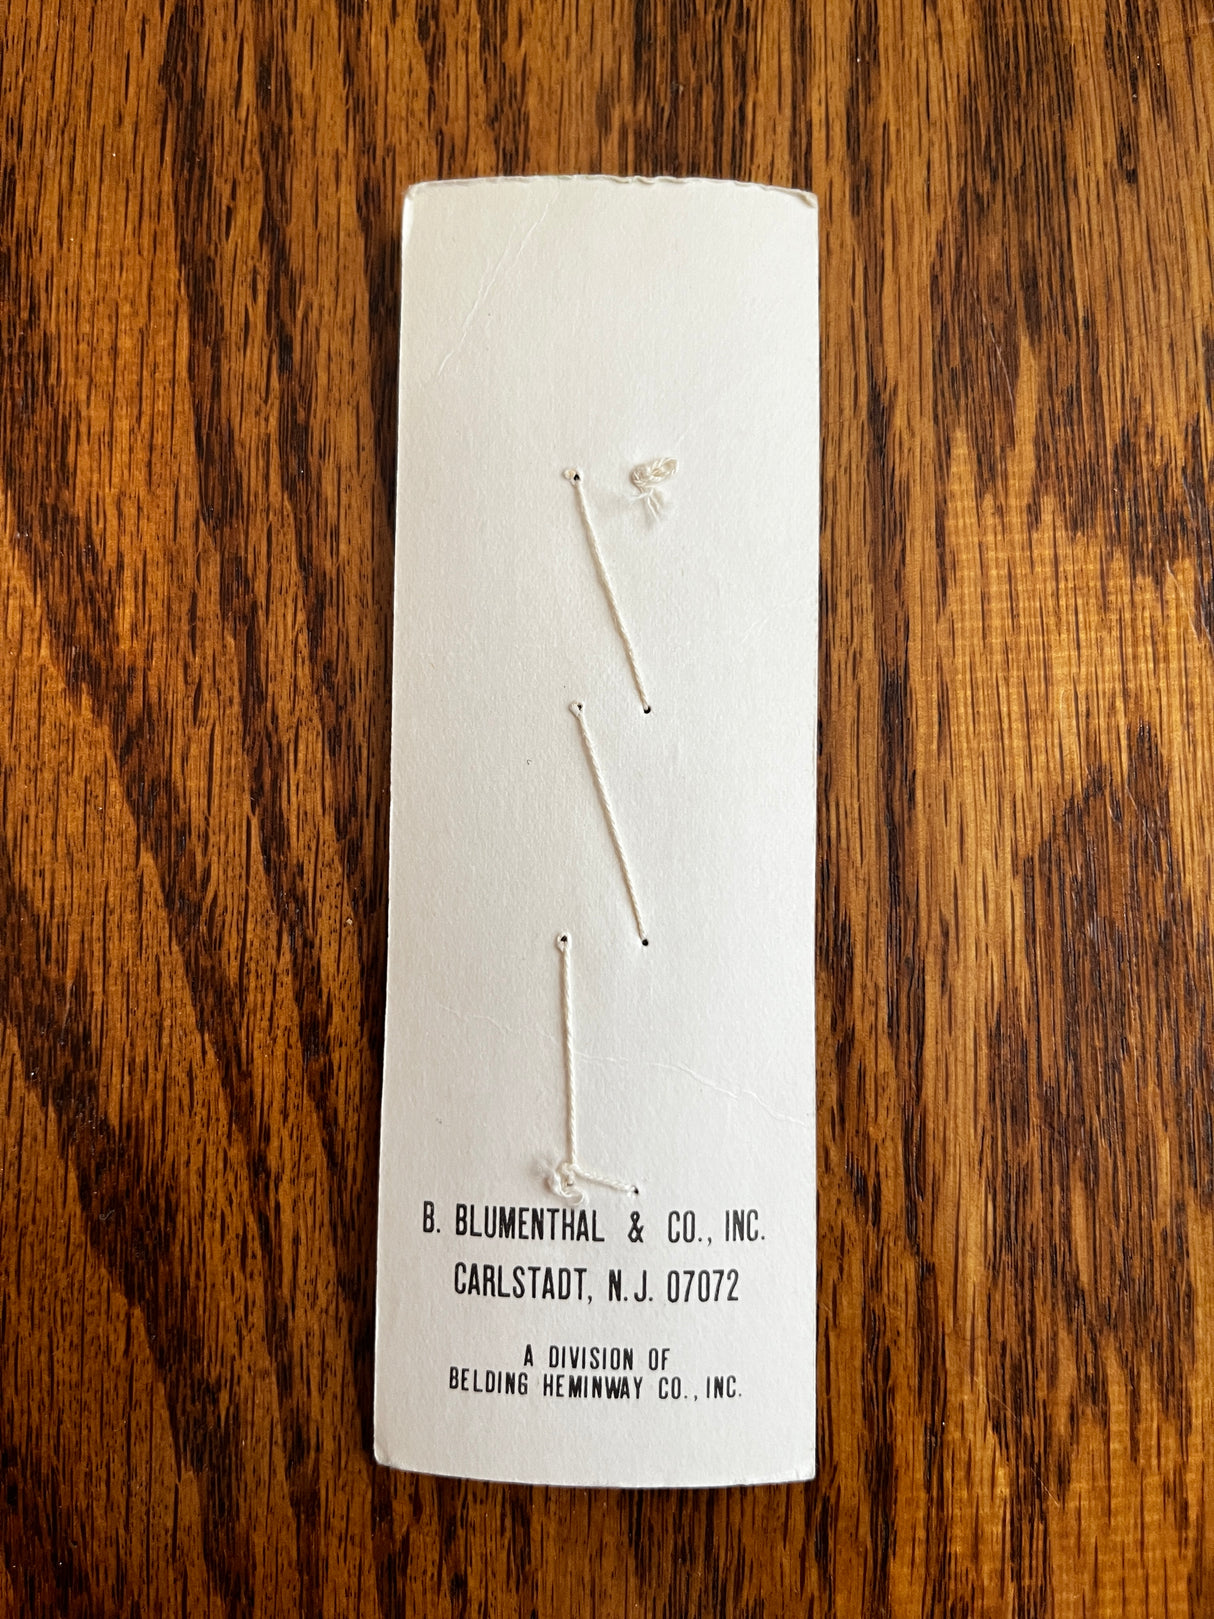 B. BLUMENTHAL & CO., INC.
CARLSTADT, N.J. 07072
A DIVISION OF
BELDING HEMINWAY CO., INC.